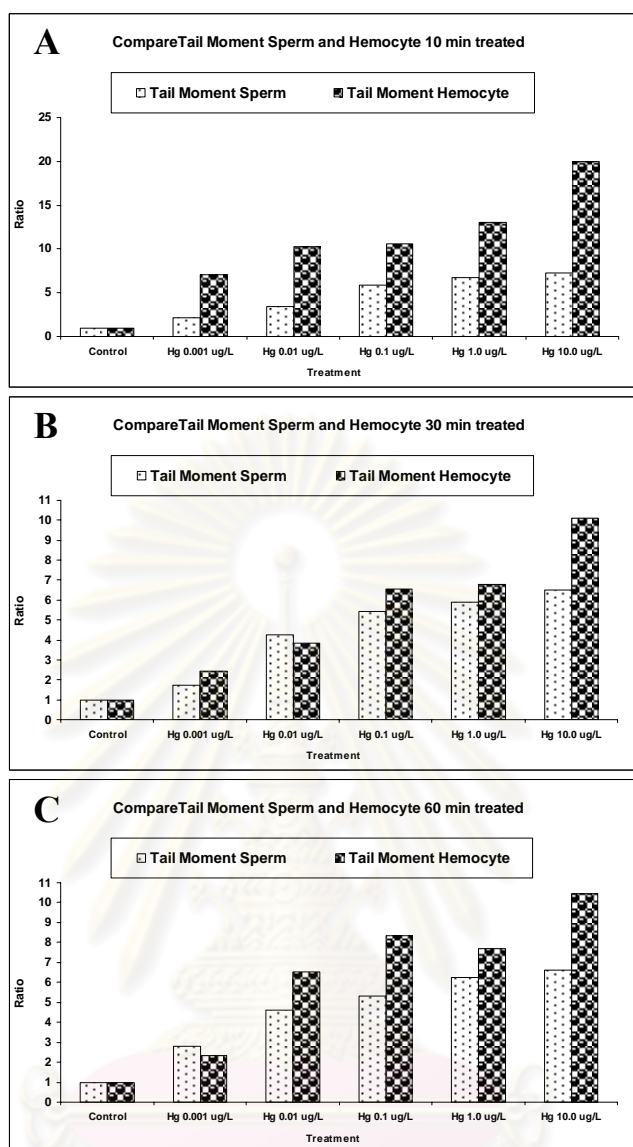 A
CompareTail Moment Sperm and Hemocyte 10 min treated
Tail Moment Sperm Tail Moment Hemocyte
25
20
15
10
5
0
Ratio
Control Hg 0.001 ug/L Hg 0.01 ug/L Hg 0.1 ug/L Hg 1.0 ug/L Hg 10.0 ug/L
Treatment
B
CompareTail Moment Sperm and Hemocyte 30 min treated
Tail Moment Sperm Tail Moment Hemocyte
11
10
9
8
7
6
5
4
3
2
1
0
Ratio
Control Hg 0.001 ug/L Hg 0.01 ug/L Hg 0.1 ug/L Hg 1.0 ug/L Hg 10.0 ug/L
Treatment
C
CompareTail Moment Sperm and Hemocyte 60 min treated
Tail Moment Sperm Tail Moment Hemocyte
11
10
9
8
7
6
5
4
3
2
1
0
Ratio
Control Hg 0.001 ug/L Hg 0.01 ug/L Hg 0.1 ug/L Hg 1.0 ug/L Hg 10.0 ug/L
Treatment